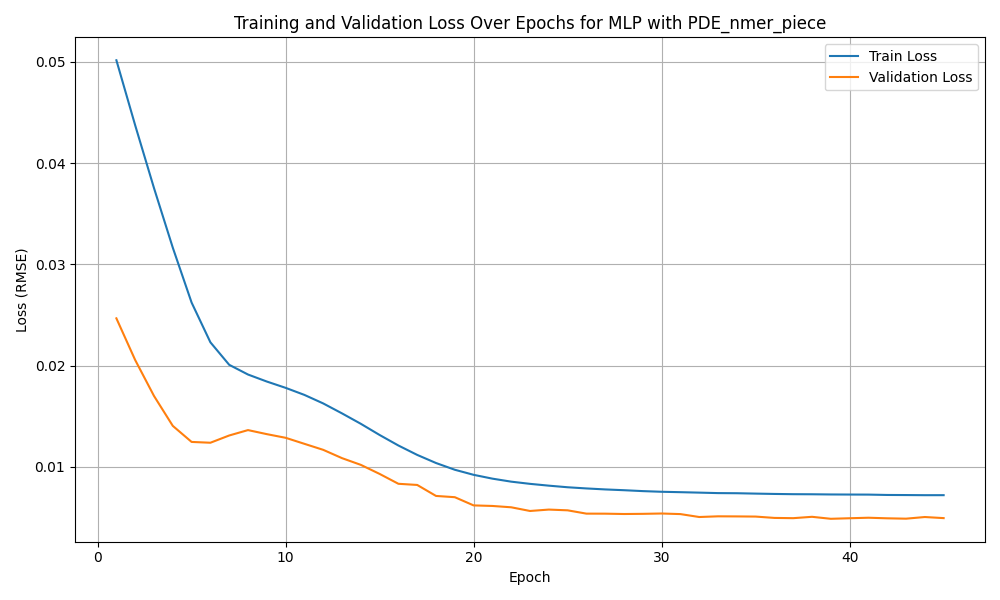 Training and Validation Loss Over Epochs for MLP with PDE_nmer_piece
Train Loss
Validation Loss
Loss (RMSE)
0.05
0.04
0.03
0.02
0.01
0
10
20
30
40
Epoch